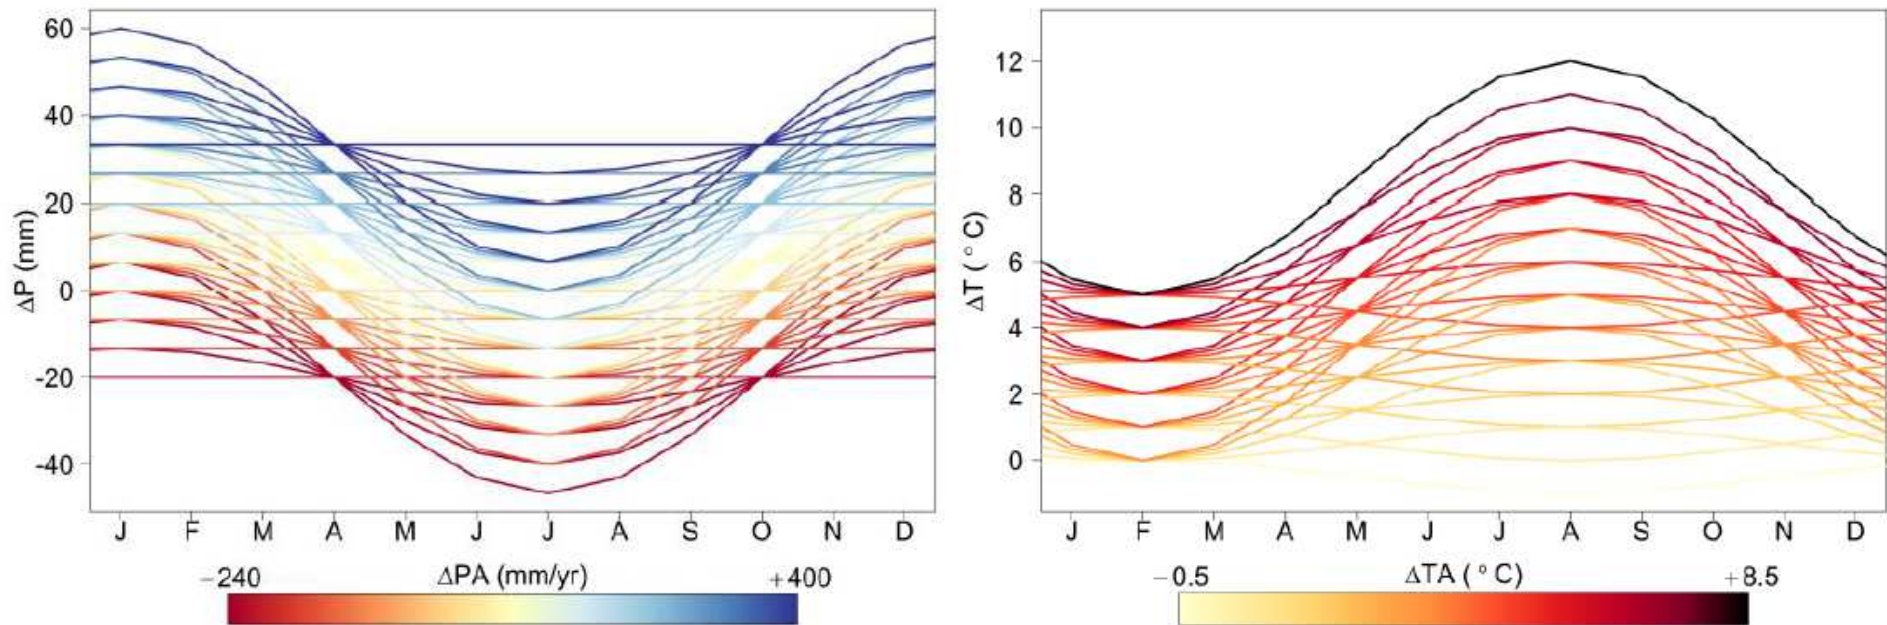 ΔP (mm)
60
40
20
0
-20
-40
J F M A M J J A S O N D
−240 ΔPA (mm/yr) +400
ΔT (°C)
12
10
8
6
4
2
0
J F M A M J J A S O N D
−0.5 ΔTA (°C) +8.5